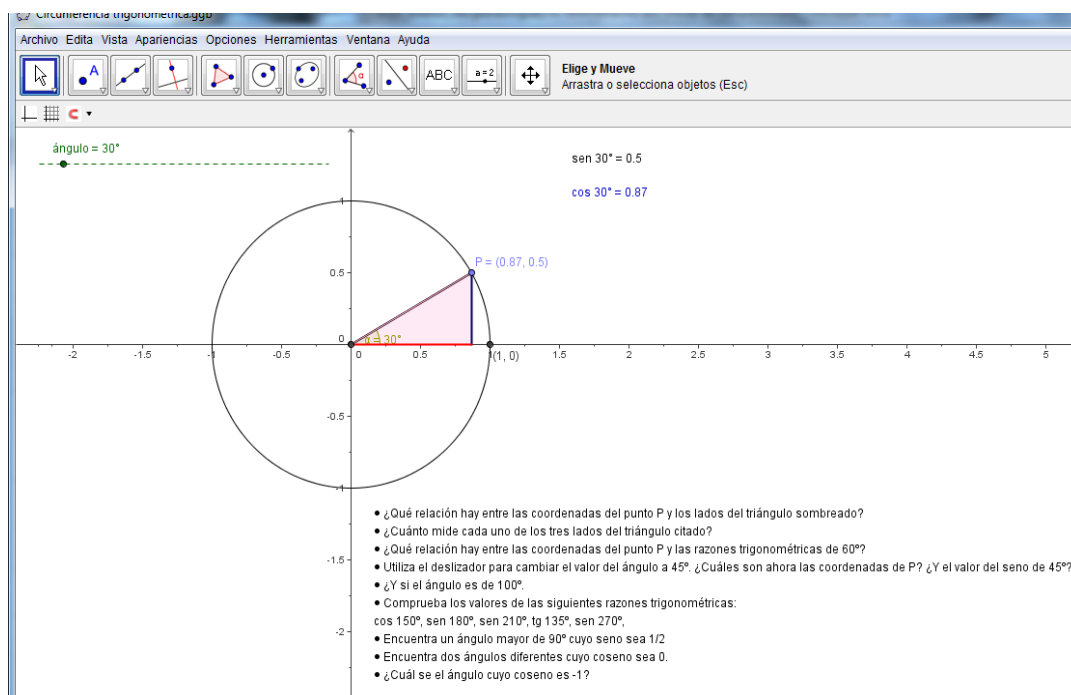 Circunferencia trigonométrica.ggb
Archivo Edita Vista Apariencias Opciones Herramientas Ventana Ayuda
A
α
ABC
a=2
Elige y Mueve
Arrastra o selecciona objetos (Esc)
ángulo = 30°
sen 30° = 0.5
cos 30° = 0.87
1
P = (0.87, 0.5)
0.5
0
α = 30°
-2 -1.5 -1 -0.5 0 0.5 1 1.5 2 2.5 3 3.5 4 4.5 5
(1, 0)
-0.5
-1
• ¿Qué relación hay entre las coordenadas del punto P y los lados del triángulo sombreado?
• ¿Cuánto mide cada uno de los tres lados del triángulo citado?
• ¿Qué relación hay entre las coordenadas del punto P y las razones trigonométricas de 60º?
-1.5
• Utiliza el deslizador para cambiar el valor del ángulo a 45º. ¿Cuáles son ahora las coordenadas de P? ¿Y el valor del seno de 45º?
• ¿Y si el ángulo es de 100º.
• Comprueba los valores de las siguientes razones trigonométricas:
cos 150º, sen 180º, sen 210º, tg 135º, sen 270º,
-2
• Encuentra un ángulo mayor de 90º cuyo seno sea 1/2
• Encuentra dos ángulos diferentes cuyo coseno sea 0.
• ¿Cuál se el ángulo cuyo coseno es -1?